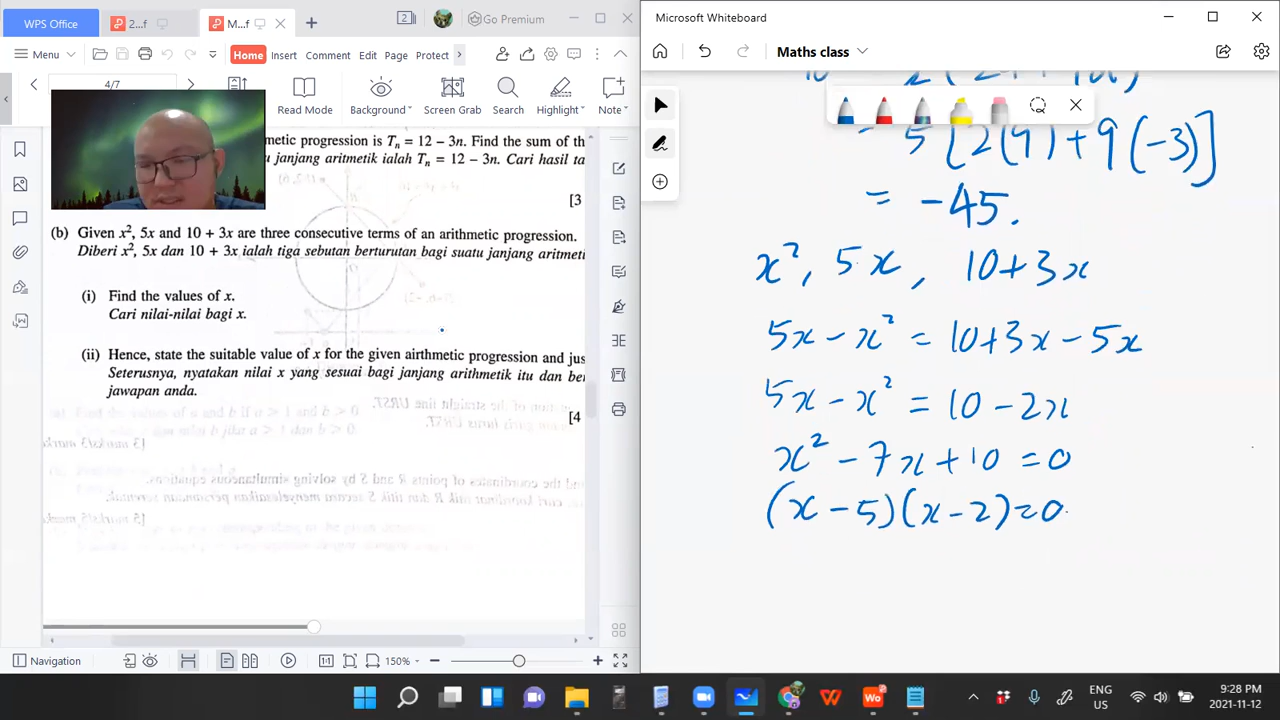 WPS Office
2...f
M...f
2
Go Premium
Menu
Home
Insert
Comment
Edit
Page
Protect
4/7
Read Mode
Background
Screen Grab
Search
Highlight
Note
metic progression is Tn = 12 – 3n. Find the sum of th
u janjang aritmetik ialah Tn = 12 – 3n. Cari hasil ta
[3
(b) Given x², 5x and 10 + 3x are three consecutive terms of an arithmetic progression.
Diberi x², 5x dan 10 + 3x ialah tiga sebutan berturutan bagi suatu janjang aritmeti
(i) Find the values of x.
Cari nilai-nilai bagi x.
(ii) Hence, state the suitable value of x for the given airthmetic progression and jus
Seterusnya, nyatakan nilai x yang sesuai bagi janjang arithmetik itu dan be
jawapan anda.
[4
Navigation
150%
Microsoft Whiteboard
Maths class
= 5[2(9) + 9(-3)]
= -45.
x², 5x, 10+3x
5x - x² = 10+3x - 5x
5x - x² = 10 - 2x
x² - 7x + 10 = 0
(x - 5)(x - 2) = 0
ENG
US
9:28 PM
2021-11-12